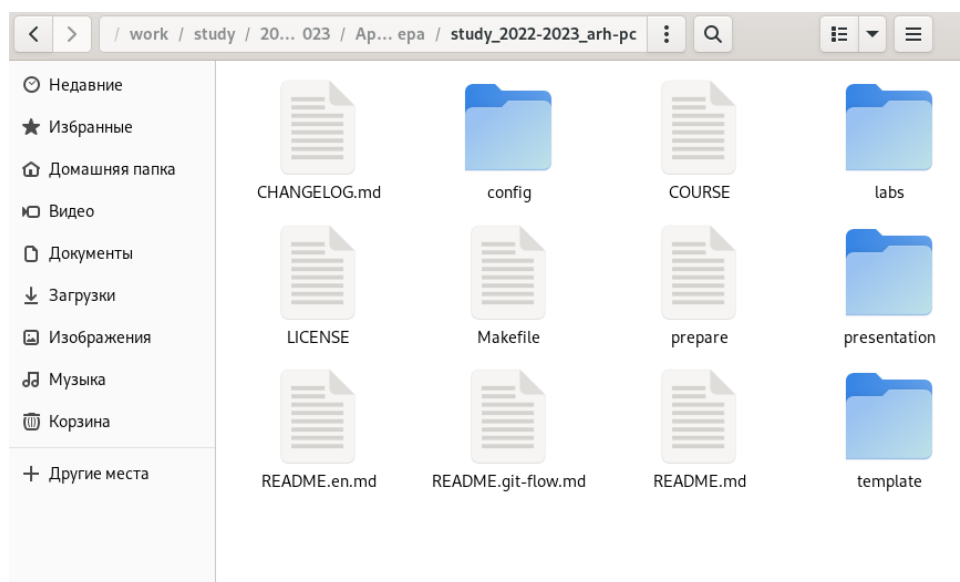 / work / study / 20... 023 / Ap... ера / study_2022-2023_arh-pc
Недавние
Избранные
Домашняя папка
Видео
Документы
Загрузки
Изображения
Музыка
Корзина
Другие места
CHANGELOG.md config COURSE labs
LICENSE Makefile prepare presentation
README.en.md README.git-flow.md README.md template